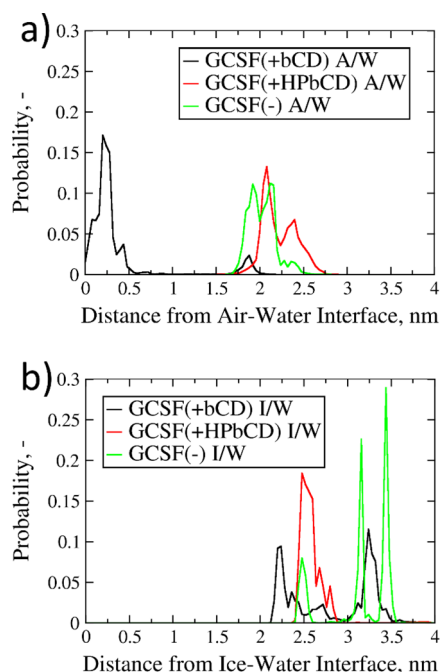 a)
0.3
0.25
0.2
0.15
0.1
0.05
0
Probability, -
GCSF(+bCD) A/W
GCSF(+HPbCD) A/W
GCSF(-) A/W
0 0.5 1 1.5 2 2.5 3 3.5 4
Distance from Air-Water Interface, nm
b)
0.3
0.25
0.2
0.15
0.1
0.05
0
Probability, -
GCSF(+bCD) I/W
GCSF(+HPbCD) I/W
GCSF(-) I/W
0 0.5 1 1.5 2 2.5 3 3.5 4
Distance from Ice-Water Interface, nm